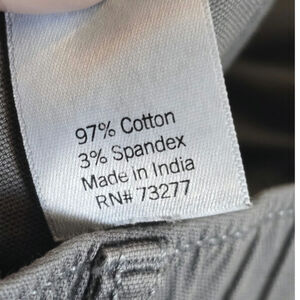 97% Cotton
3% Spandex
Made in India
RN# 73277